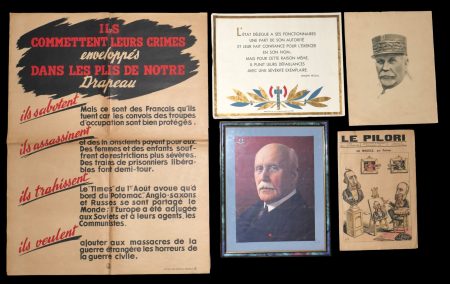 ILS
COMMETTENT LEURS CRIMES
enveloppés
DANS LES PLIS DE NOTRE
Drapeau
ils sabotent
Mais ce sont des Français qu'ils
tuent car les convois des troupes
d'occupation sont bien protégés.
ils assassinent
et des innocents payent pour eux.
Des femmes et des enfants souf-
frent de restrictions plus sévères.
Des trains de prisonniers libéra-
bles font demi-tour.
ils trahissent
Le Times du 1er Août avoue qu'à
bord du Potomac, Anglo-saxons
et Russes se sont partagé le
Monde: l'Europe a été adjugée
aux Soviets et à leurs agents, les
Communistes.
ils veulent
ajouter aux massacres de la
guerre étrangère les horreurs de
la guerre civile.
L'ÉTAT DÉLÈGUE A SES FONCTIONNAIRES
UNE PART DE SON AUTORITÉ
ET LEUR FAIT CONFIANCE POUR L'EXERCER
EN SON NOM.
MAIS POUR CETTE RAISON MÊME,
IL PUNIT LEURS DÉFAILLANCES
AVEC UNE SÉVÉRITÉ EXEMPLAIRE.
PHILIPPE PÉTAIN
LE PILORI